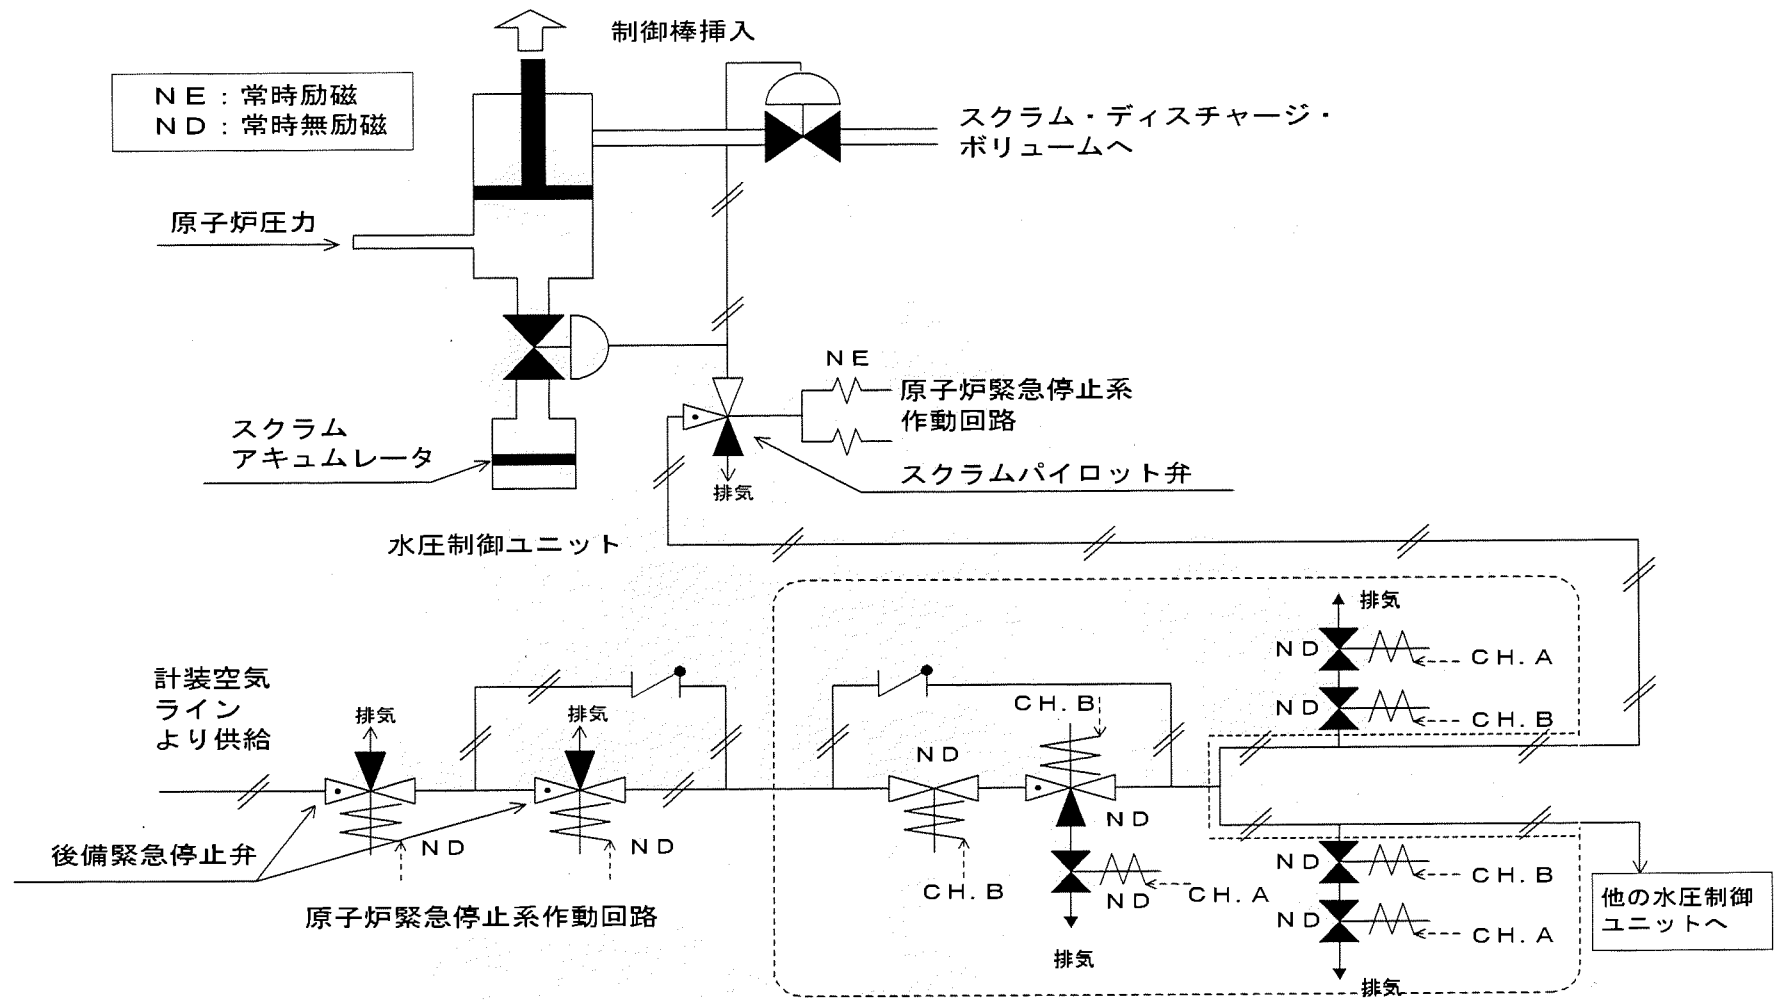 制御棒挿入
NE：常時励磁
ND：常時無励磁
スクラム・ディスチャージ・
ボリュームへ
原子炉圧力
NE
原子炉緊急停止系
作動回路
スクラム
アキュムレータ
スクラムパイロット弁
排気
水圧制御ユニット
排気
ND
CH.A
ND
CH.B
計装空気
ライン
より供給
排気
排気
CH.B
ND
ND
ND
ND
後備緊急停止弁
CH.B
ND
CH.A
排気
原子炉緊急停止系作動回路
ND
CH.B
ND
CH.A
排気
他の水圧制御
ユニットへ